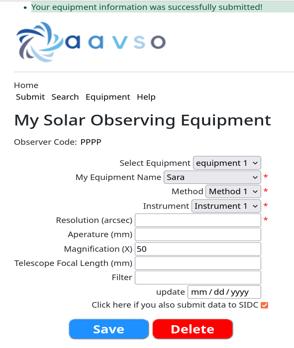 Your equipment information was successfully submitted!
aavso
Home
Submit Search Equipment Help
My Solar Observing Equipment
Observer Code: PPPP
Select Equipment equipment 1
My Equipment Name Sara *
Method Method 1 *
Instrument Instrument 1 *
Resolution (arcsec) *
Aperature (mm)
Magnification (X) 50
Telescope Focal Length (mm)
Filter
update mm/dd/yyyy
Click here if you also submit data to SIDC
Save Delete